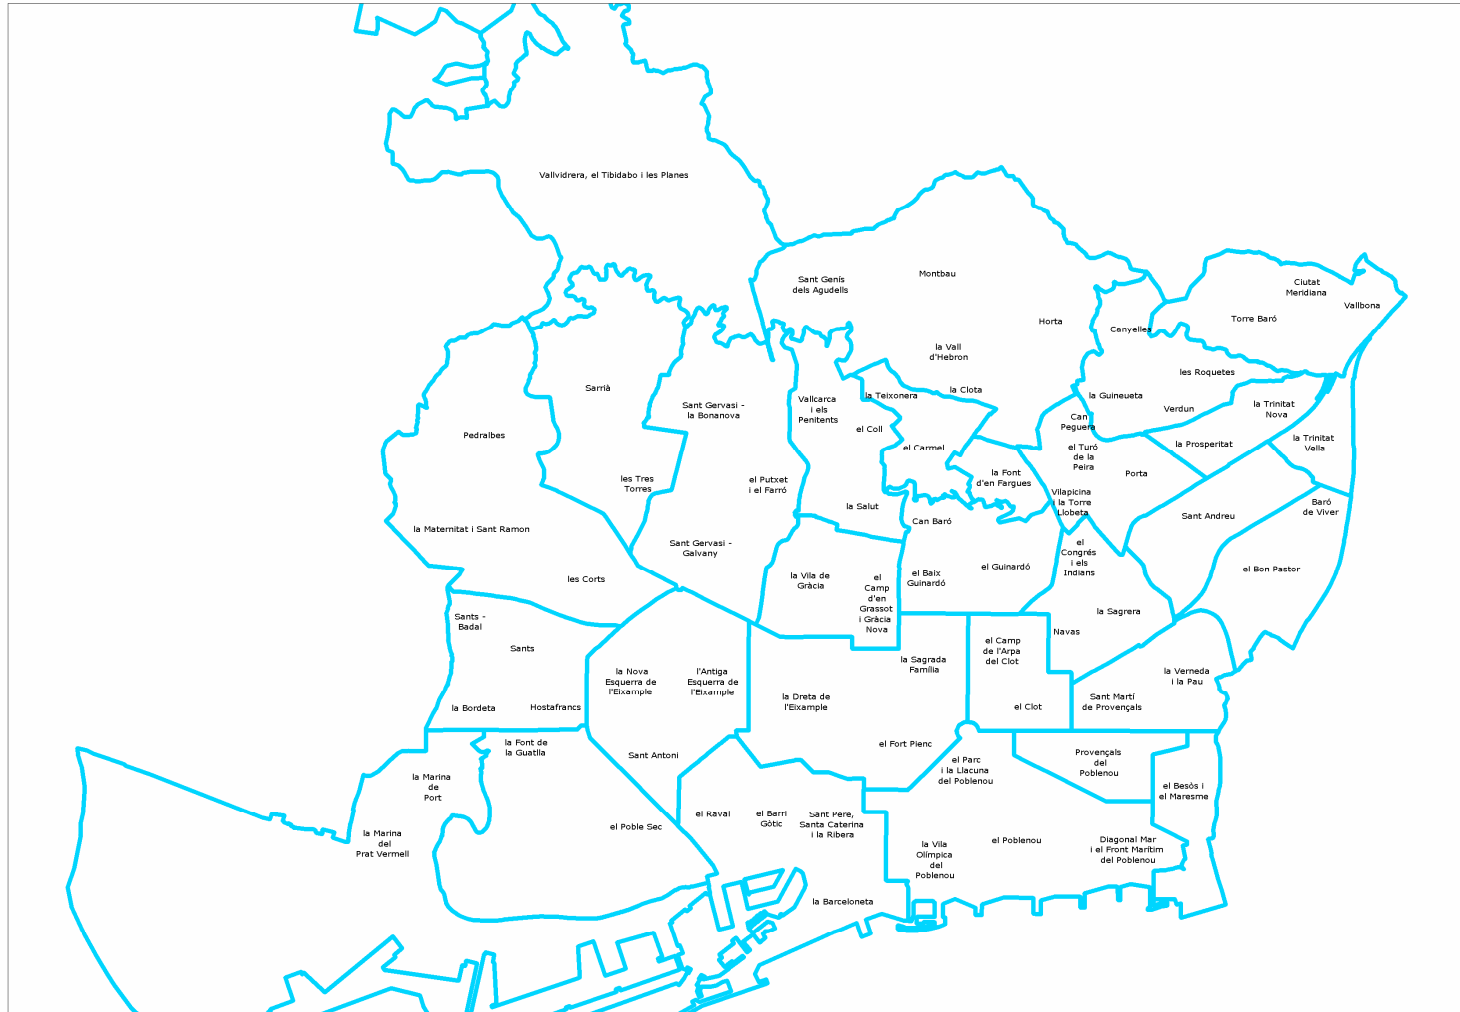 Vallvidrera, el Tibidabo i les Planes
Sant Genís
dels Agudells
Montbau
Ciutat
Meridiana
Vallbona
Torre Baró
Horta
Canyelles
la Vall
d'Hebron
les Roquetes
Sarrià
la Clota
la Teixonera
la Guineueta
Verdun
la Trinitat
Nova
Sant Gervasi -
la Bonanova
Vallcarca
i els
Penitents
Can
Peguera
el Coll
Pedralbes
el Carmel
el Turó
de la
Peira
la Prosperitat
la Trinitat
Vella
les Tres
Torres
el Putxet
i el Farró
la Font
d'en Fargues
Porta
Vilapicina
i la Torre
Llobeta
la Salut
Baró
de Viver
Sant Andreu
la Maternitat i Sant Ramon
Can Baró
Sant Gervasi -
Galvany
el
Congrés
i els
Indians
les Corts
la Vila de
Gràcia
el
Camp
d'en
Grassot
i Gràcia
Nova
el Baix
Guinardó
el Guinardó
el Bon Pastor
Sants -
Badal
la Sagrera
Navas
Sants
el Camp
de l'Arpa
del Clot
la Sagrada
Família
la Nova
Esquerra de
l'Eixample
l'Antiga
Esquerra de
l'Eixample
la Verneda
i la Pau
la Dreta de
l'Eixample
Sant Martí
de Provençals
la Bordeta
Hostafrancs
el Clot
la Font de
la Guatlla
Sant Antoni
el Fort Pienc
Provençals
del
Poblenou
el Parc
i la Llacuna
del Poblenou
la Marina
de
Port
el Besòs i
el Maresme
el Raval
el Barri
Gòtic
Sant Pere,
Santa Caterina
i la Ribera
el Poble Sec
la Marina
del
Prat Vermell
la Vila
Olímpica
del
Poblenou
el Poblenou
Diagonal Mar
i el Front Marítim
del Poblenou
la Barceloneta